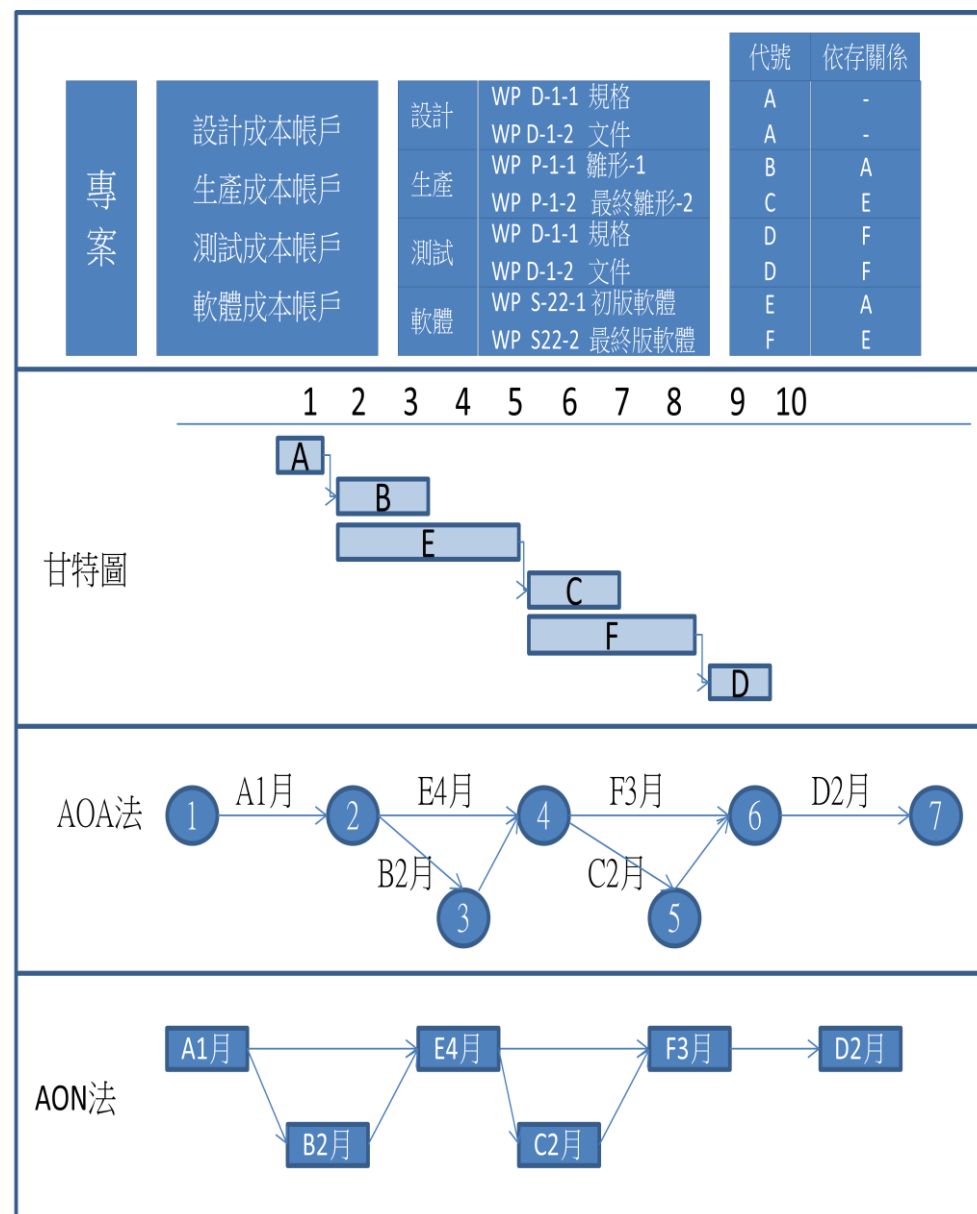 代號 依存關係
專案
設計成本帳戶
生產成本帳戶
測試成本帳戶
軟體成本帳戶
設計 WP D-1-1 規格 A -
WP D-1-2 文件 A -
生產 WP P-1-1 雛形-1 B A
WP P-1-2 最終雛形-2 C E
測試 WP D-1-1 規格 D F
WP D-1-2 文件 D F
軟體 WP S-22-1 初版軟體 E A
WP S22-2 最終版軟體 F E
1 2 3 4 5 6 7 8 9 10
甘特圖
A
B
E
C
F
D
AOA法
A1月 E4月 F3月 D2月
1 2 4 6 7
B2月 C2月
3 5
AON法
A1月 E4月 F3月 D2月
B2月 C2月